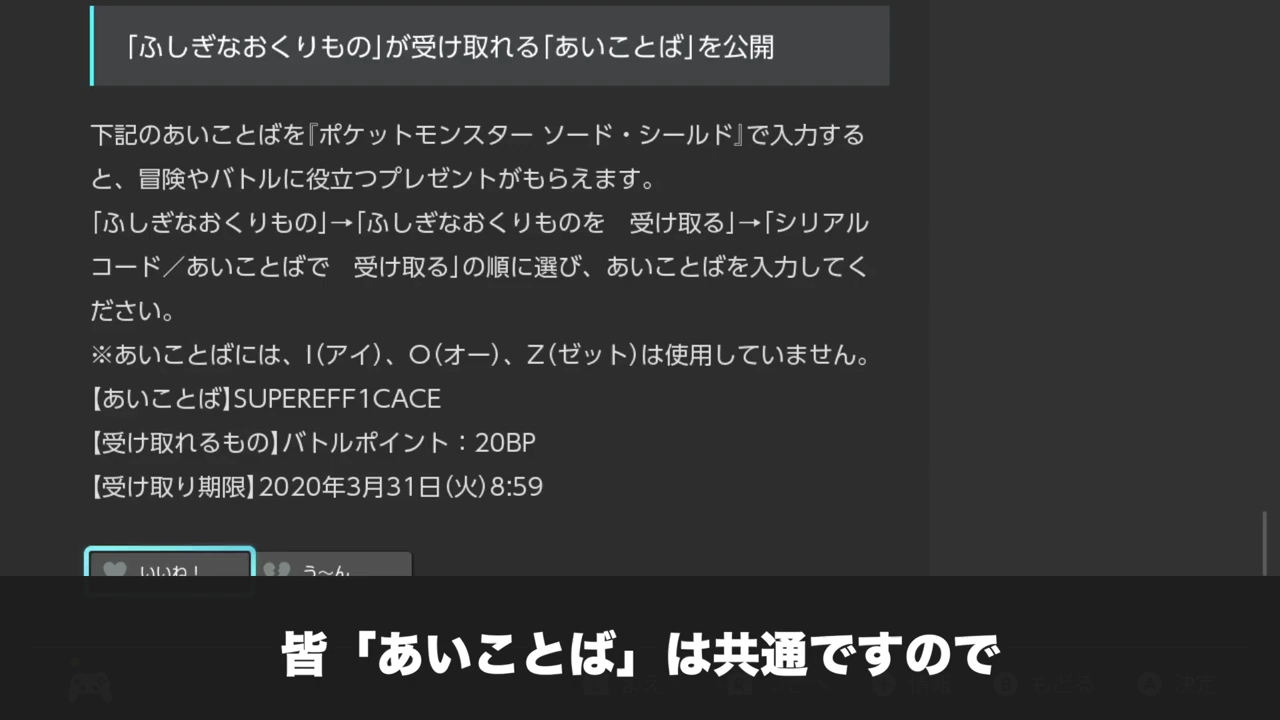 「ふしぎなおくりもの」が受け取れる「あいことば」を公開
下記のあいことばを『ポケットモンスター ソード・シールド』で入力する
と、冒険やバトルに役立つプレゼントがもらえます。
「ふしぎなおくりもの」→「ふしぎなおくりものを　受け取る」→「シリアル
コード／あいことばで　受け取る」の順に選び、あいことばを入力してく
ださい。
※あいことばには、I（アイ）、O（オー）、Z（ゼット）は使用していません。
【あいことば】SUPEREFF1CACE
【受け取れるもの】バトルポイント：20BP
【受け取り期限】2020年3月31日（火）8:59
いいね！ う〜ん…
皆「あいことば」は共通ですので
もどる 決定